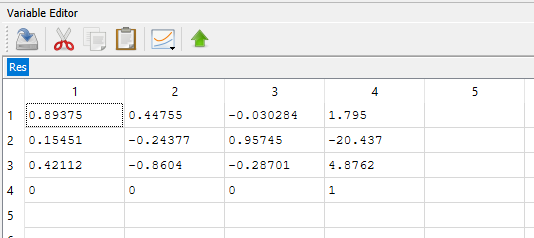 Variable Editor
Res
1 2 3 4 5
1 0.89375 0.44755 -0.030284 1.795
2 0.15451 -0.24377 0.95745 -20.437
3 0.42112 -0.8604 -0.28701 4.8762
4 0 0 0 1
5
6